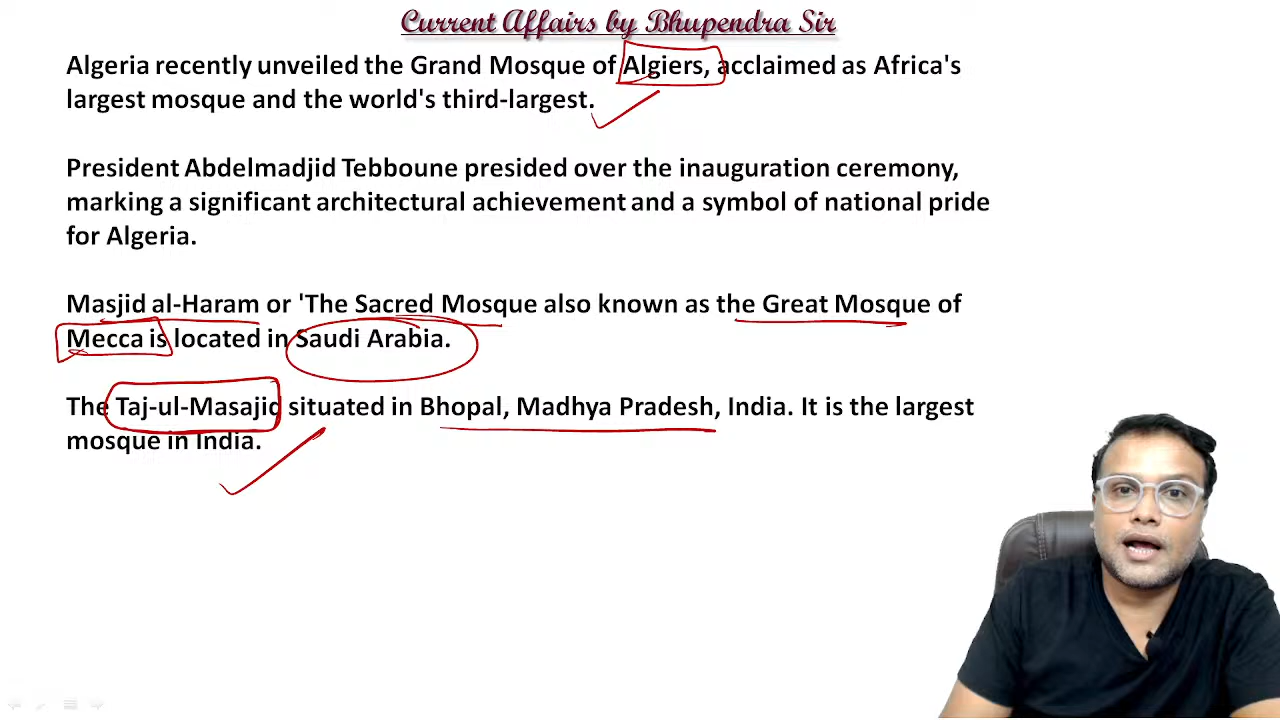 Current Affairs by Bhupendra Sir
Algeria recently unveiled the Grand Mosque of Algiers, acclaimed as Africa's
largest mosque and the world's third-largest.
President Abdelmadjid Tebboune presided over the inauguration ceremony,
marking a significant architectural achievement and a symbol of national pride
for Algeria.
Masjid al-Haram or 'The Sacred Mosque also known as the Great Mosque of
Mecca is located in Saudi Arabia.
The Taj-ul-Masajid situated in Bhopal, Madhya Pradesh, India. It is the largest
mosque in India.